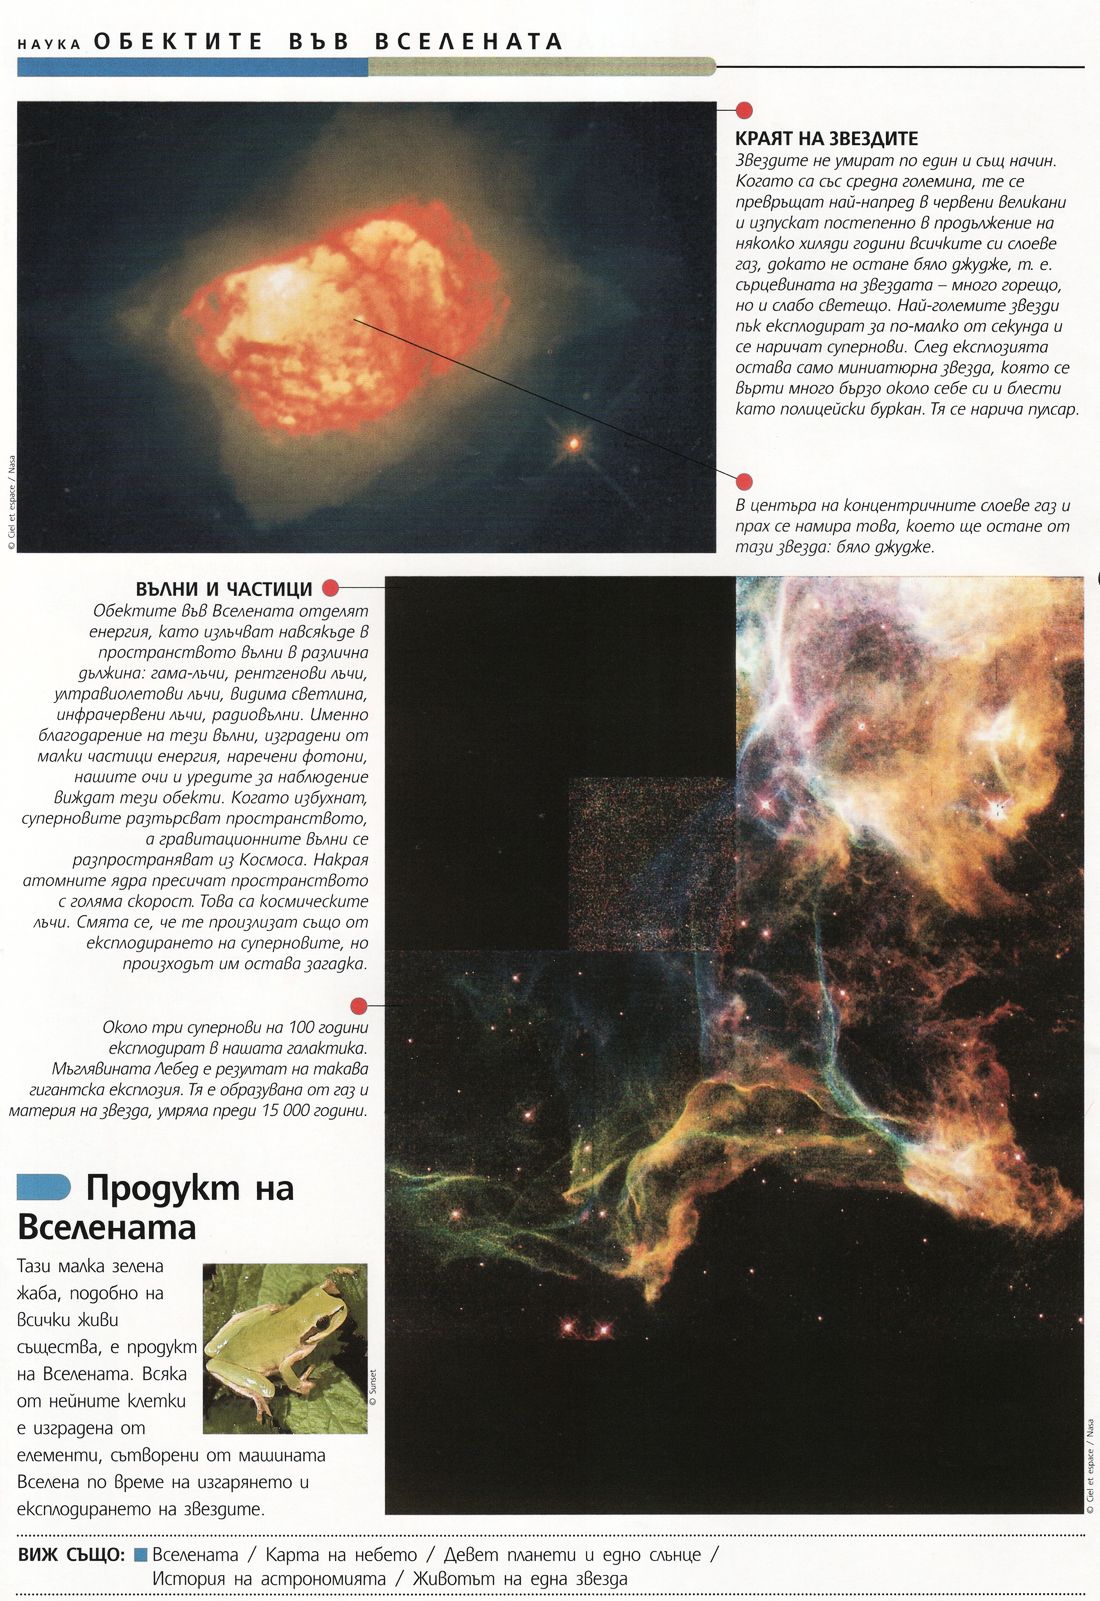 НАУКА ОБЕКТИТЕ ВЪВ ВСЕЛЕНАТА
КРАЯТ НА ЗВЕЗДИТЕ
Звездите не умират по един и същ начин.
Когато са със средна големина, те се
превръщат най-напред в червени великани
и изпускат постепенно в продължение на
няколко хиляди години всичките си слоеве
газ, докато не остане бяло джудже, т. е.
сърцевината на звездата – много горещо,
но и слабо светещо. Най-големите звезди
пък експлодират за по-малко от секунда и
се наричат супернови. След експлозията
остава само миниатюрна звезда, която се
върти много бързо около себе си и блести
като полицейски буркан. Тя се нарича пулсар.
© Ciel et espace / Nasa
В центъра на концентричните слоеве газ и
прах се намира това, което ще остане от
тази звезда: бяло джудже.
ВЪЛНИ И ЧАСТИЦИ
Обектите във Вселената отделят
енергия, като излъчват навсякъде в
пространството вълни в различна
дължина: гама-лъчи, рентгенови лъчи,
ултравиолетови лъчи, видима светлина,
инфрачервени лъчи, радиовълни. Именно
благодарение на тези вълни, изградени от
малки частици енергия, наречени фотони,
нашите очи и уредите за наблюдение
виждат тези обекти. Когато избухнат,
суперновите разтърсват пространството,
а гравитационните вълни се
разпространяват из Космоса. Накрая
атомните ядра пресичат пространството
с голяма скорост. Това са космическите
лъчи. Смята се, че те произлизат също от
експлодирането на суперновите, но
произходът им остава загадка.
Около три супернови на 100 години
експлодират в нашата галактика.
Мъглявината Лебед е резултат на такава
гигантска експлозия. Тя е образувана от газ и
материя на звезда, умряла преди 15 000 години.
Продукт на
Вселената
Тази малка зелена
жаба, подобно на
всички живи
същества, е продукт
на Вселената. Всяка
от нейните клетки
е изградена от
елементи, сътворени от машината
Вселена по време на изгарянето и
експлодирането на звездите.
© Sunset
© Ciel et espace / Nasa
ВИЖ СЪЩО: Вселената / Карта на небето / Девет планети и едно слънце /
История на астрономията / Животът на една звезда